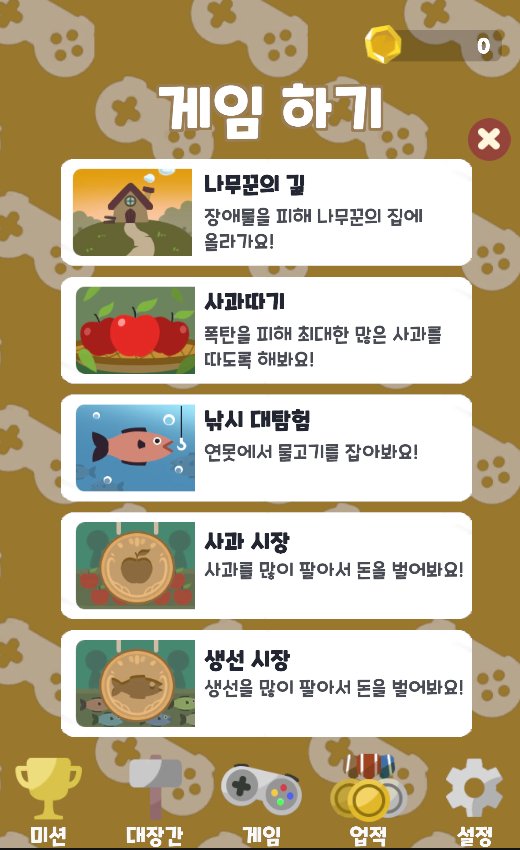 0
게임 하기
나무꾼의 길
장애물을 피해 나무꾼의 집에
올라가요!
사과따기
폭탄을 피해 최대한 많은 사과를
따도록 해봐요!
낚시 대탐험
연못에서 물고기를 잡아봐요!
사과 시장
사과를 많이 팔아서 돈을 벌어봐요!
생선 시장
생선을 많이 팔아서 돈을 벌어봐요!
미션 대장간 게임 업적 설정